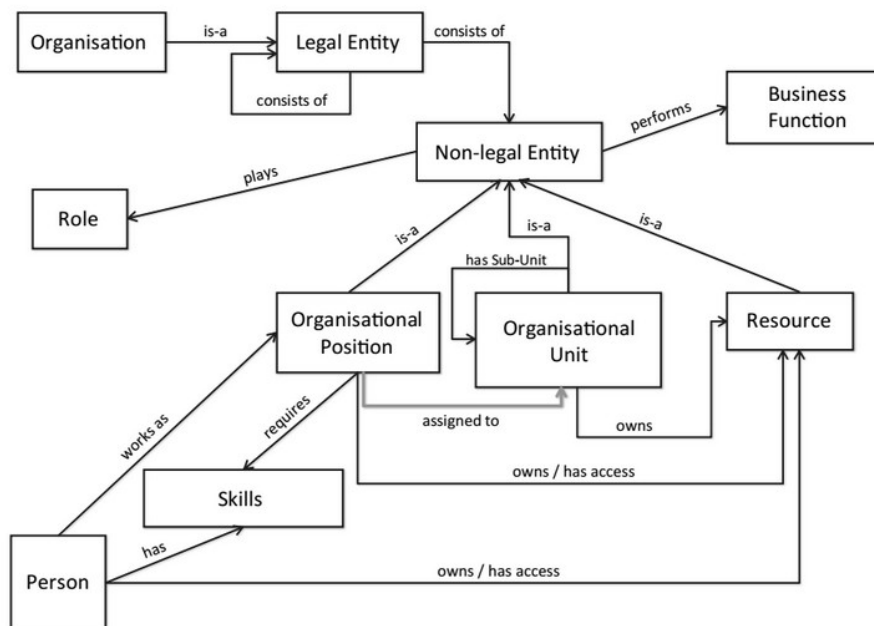 Organisation
is-a
Legal Entity
consists of
consists of
Business
Function
performs
Non-legal Entity
plays
Role
is-a
is-a
is-a
has Sub-Unit
Organisational
Position
Organisational
Unit
Resource
works as
requires
assigned to
owns
Skills
owns / has access
has
Person
owns / has access